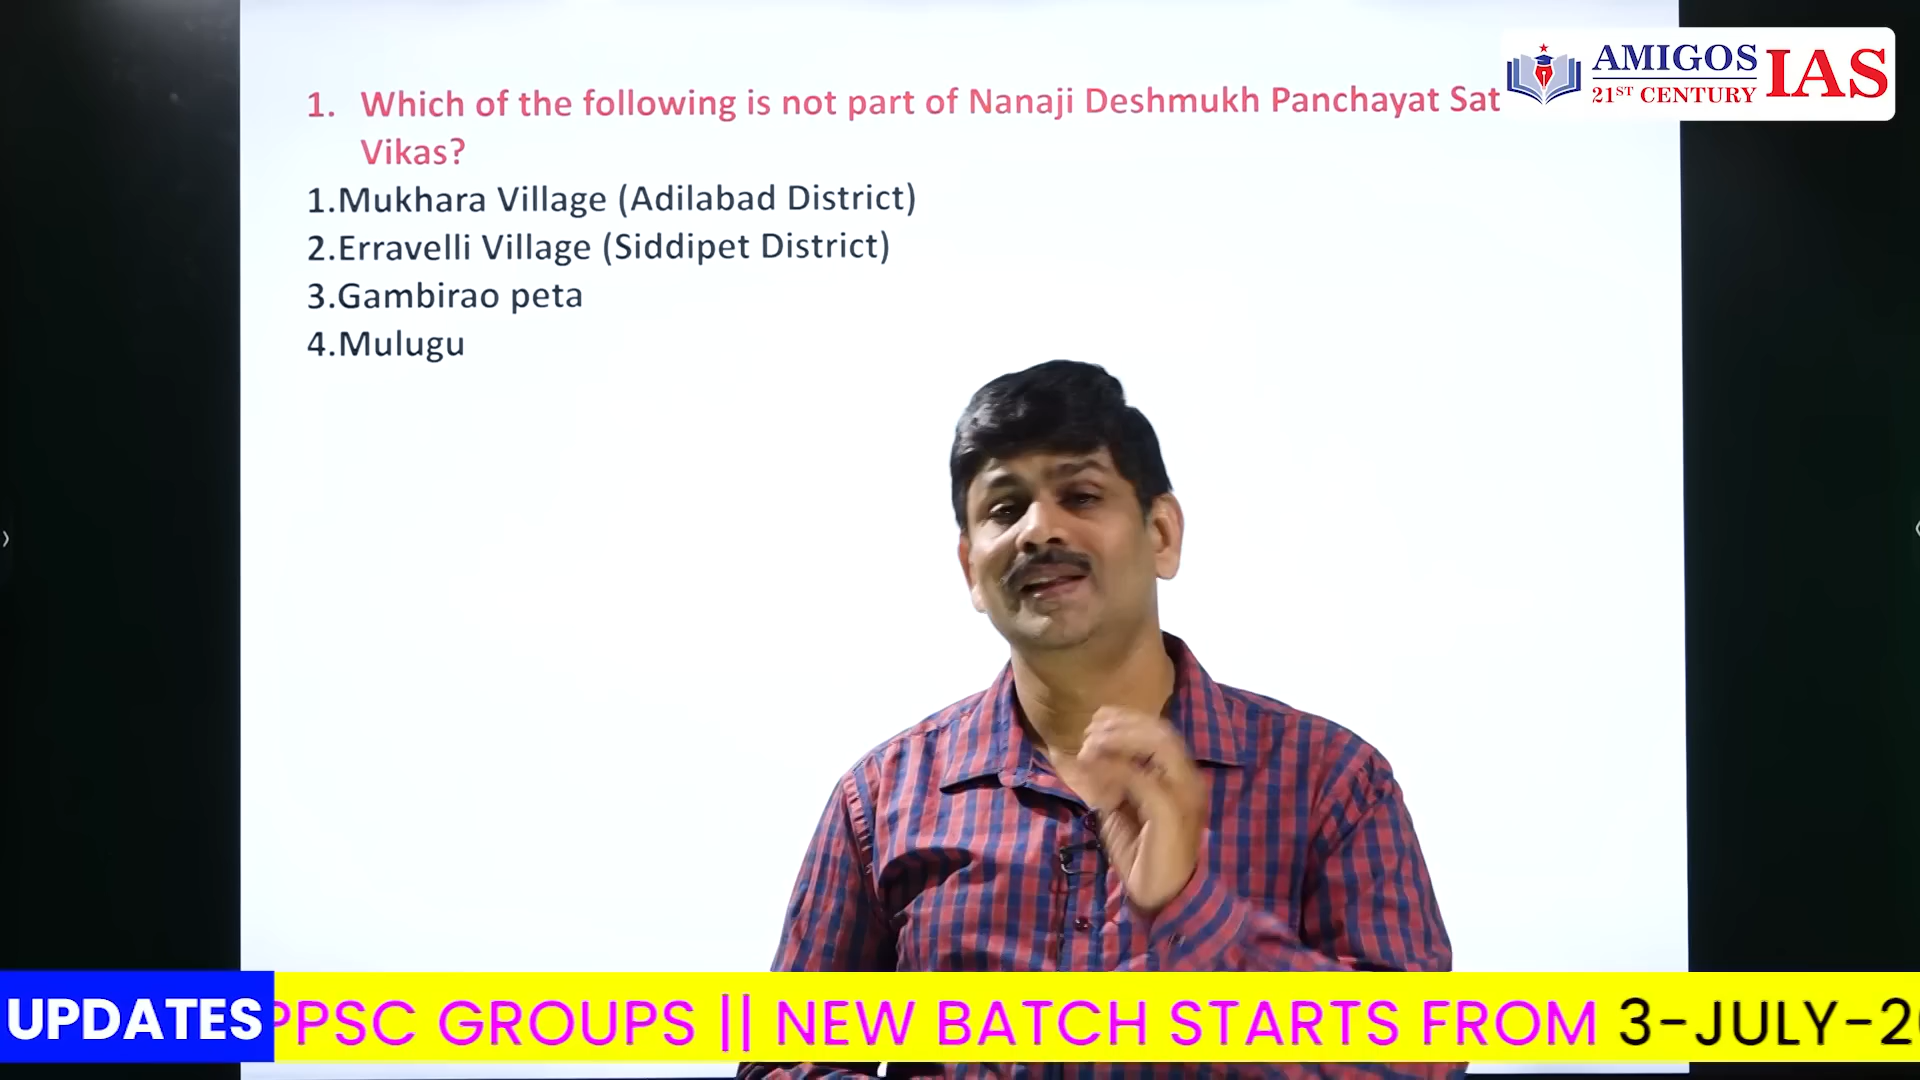 1. Which of the following is not part of Nanaji Deshmukh Panchayat Sat
Vikas?
1.Mukhara Village (Adilabad District)
2.Erravelli Village (Siddipet District)
3.Gambirao peta
4.Mulugu
AMIGOS
21ST CENTURY
IAS
UPDATES
PPSC GROUPS || NEW BATCH STARTS FROM 3-JULY-2